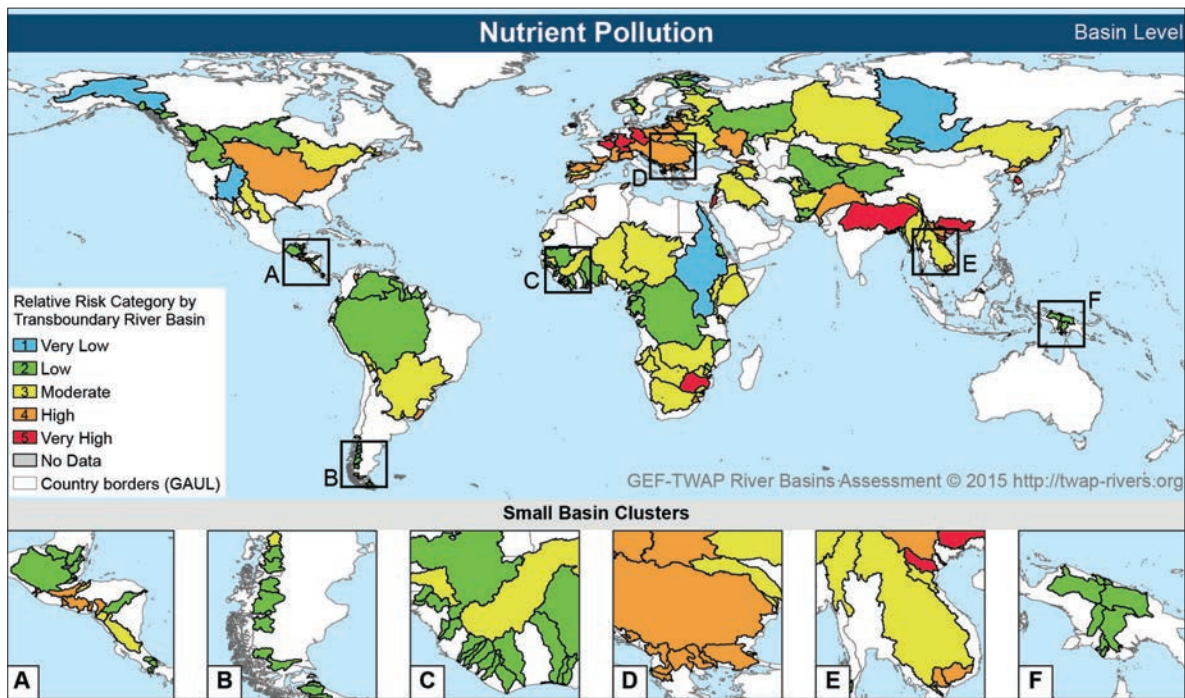 Nutrient Pollution
Basin Level
A
B
C
D
E
F
Relative Risk Category by
Transboundary River Basin
1 Very Low
2 Low
3 Moderate
4 High
5 Very High
No Data
Country borders (GAUL)
GEF-TWAP River Basins Assessment © 2015 http://twap-rivers.org
Small Basin Clusters
A
B
C
D
E
F